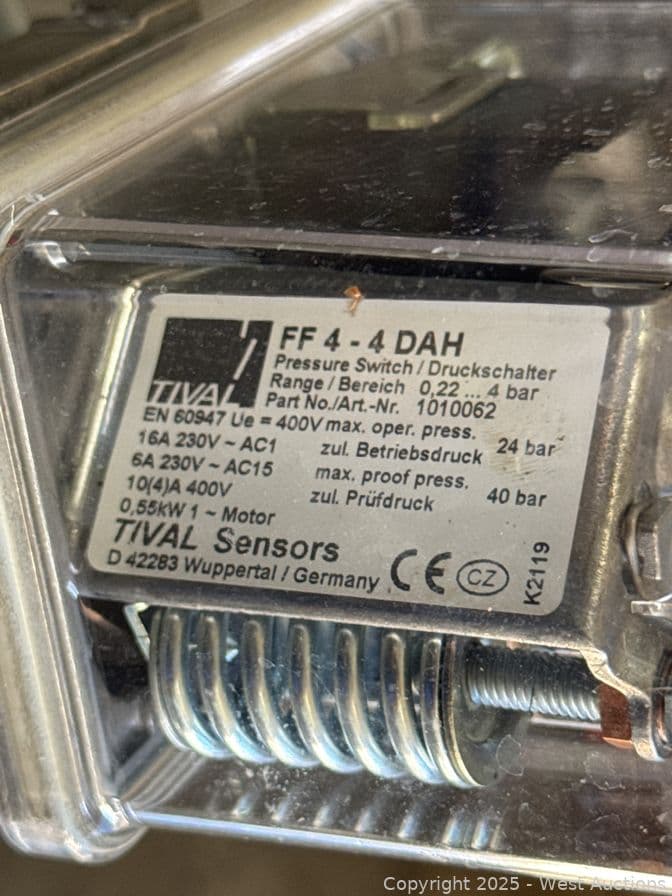 TIVAL
FF 4 - 4 DAH
Pressure Switch / Druckschalter
Range / Bereich 0,22 ... 4 bar
Part No./Art.-Nr. 1010062
EN 60947 Ue = 400V max. oper. press.
16A 230V ~ AC1 zul. Betriebsdruck 24 bar
6A 230V ~ AC15 max. proof press.
10(4)A 400V zul. Prüfdruck 40 bar
0,55kW 1 ~ Motor
TIVAL Sensors
D 42283 Wuppertal / Germany CE CZ
K2119
Copyright 2025 - West Auctions